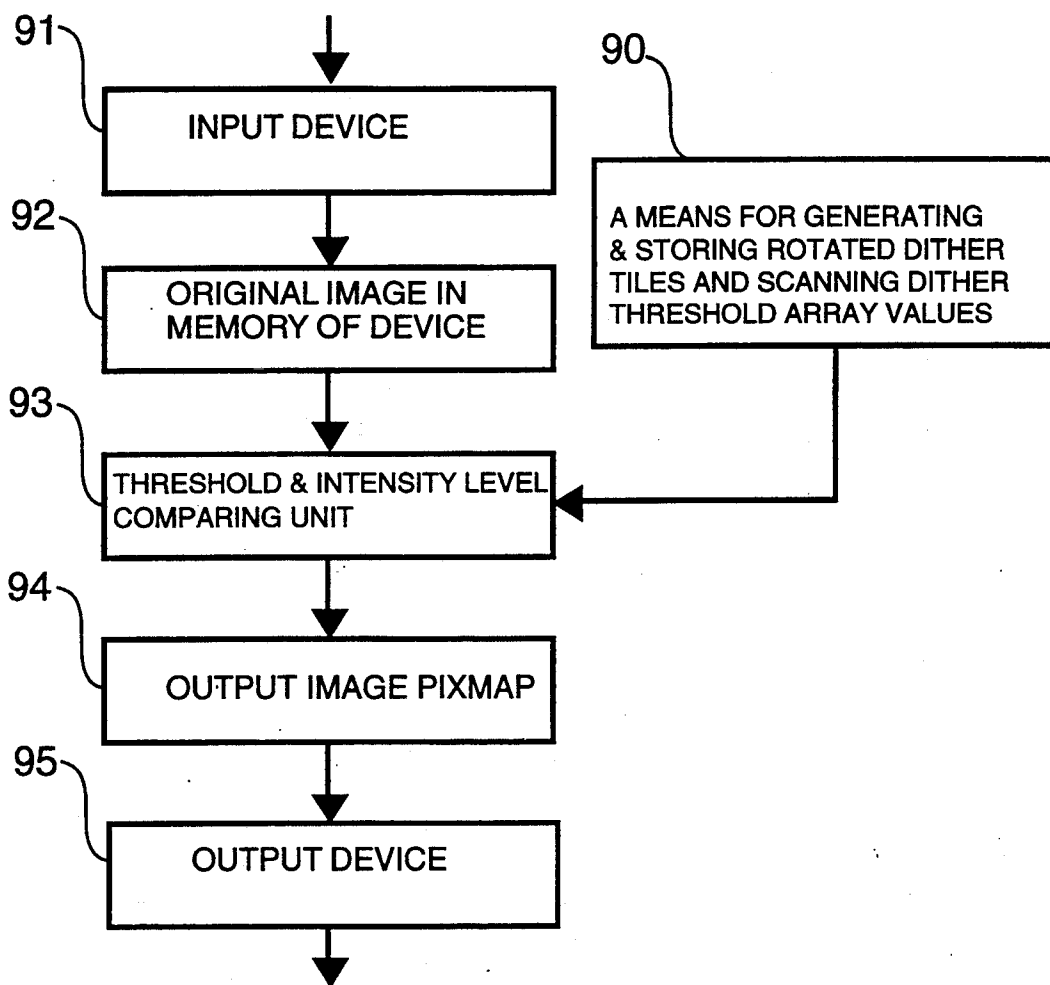 91
INPUT DEVICE
90
A MEANS FOR GENERATING
& STORING ROTATED DITHER
TILES AND SCANNING DITHER
THRESHOLD ARRAY VALUES
92
ORIGINAL IMAGE IN
MEMORY OF DEVICE
93
THRESHOLD & INTENSITY LEVEL
COMPARING UNIT
94
OUTPUT IMAGE PIXMAP
95
OUTPUT DEVICE